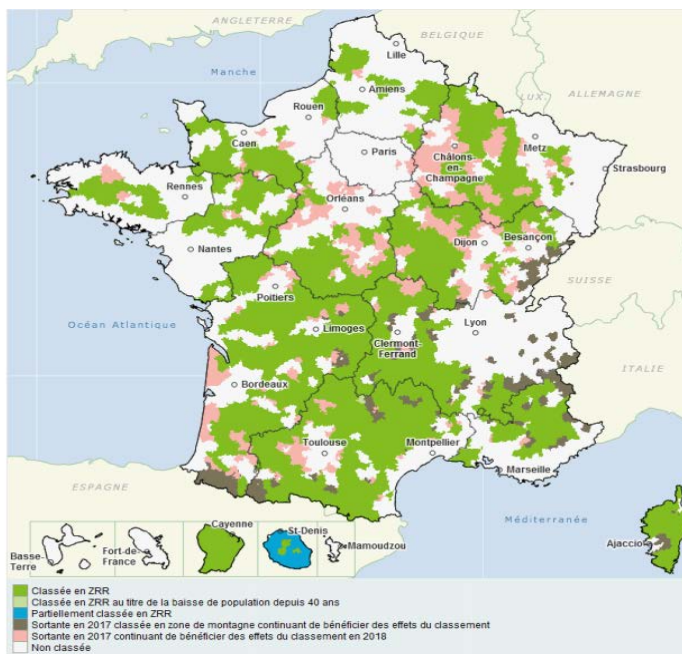 ANGLETERRE
BELGIQUE
Lille
Manche
Amiens
LUX.
ALLEMAGNE
Rouen
Caen
Metz
Paris
Châlons
en-
Champagne
Strasbourg
Rennes
Orléans
Dijon
Besançon
Nantes
SUISSE
Poitiers
Océan Atlantique
Limoges
Lyon
Clermont-
Ferrand
ITALIE
Bordeaux
Toulouse
Montpellier
Marseille
ESPAGNE
Méditerranée
Cayenne
St-Denis
Basse-
Terre
Fort-de-
France
Mamoudzou
Ajaccio
Classée en ZRR
Classée en ZRR au titre de la baisse de population depuis 40 ans
Partiellement classée en ZRR
Sortante en 2017 classée en zone de montagne continuant de bénéficier des effets du classement
Sortante en 2017 continuant de bénéficier des effets du classement en 2018
Non classée